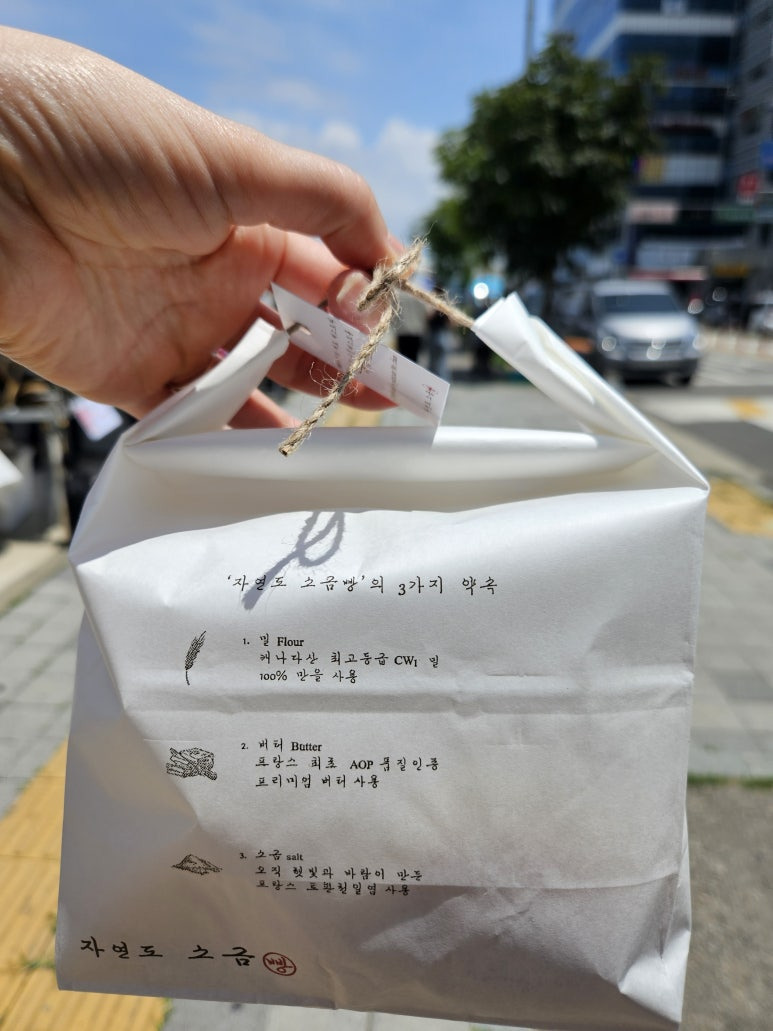 ‘자연도 소금빵’의 3가지 약속
1. 밀 Flour
캐나다산 최고등급 CW1 밀
100% 만을 사용
2. 버터 Butter
프랑스 최초 AOP 품질인증
프리미엄 버터 사용
3. 소금 salt
오직 햇빛과 바람이 만든
프랑스 토판천일염 사용
자연도 소금 빵